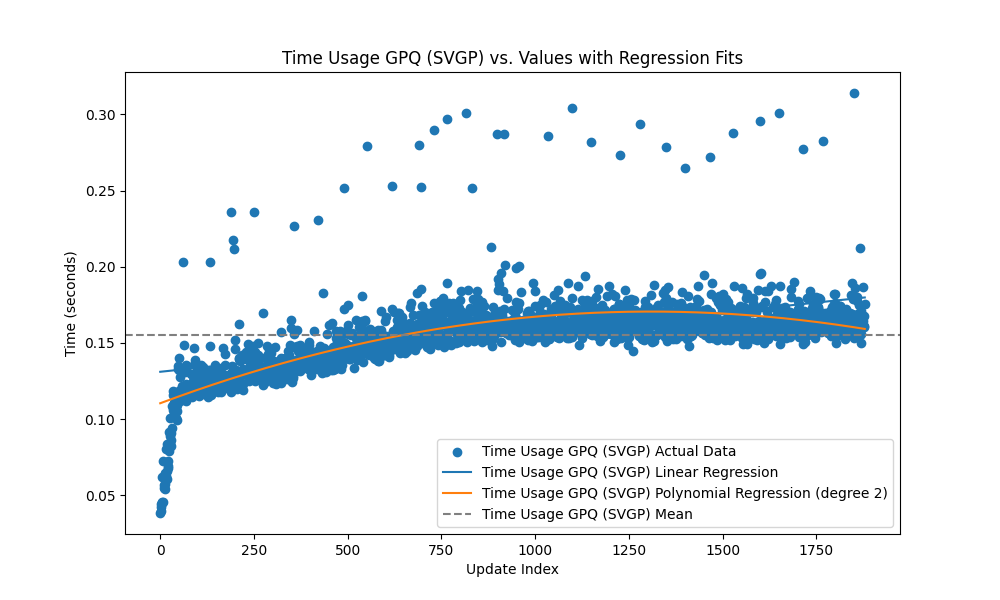 Time Usage GPQ (SVGP) vs. Values with Regression Fits
0.30
0.25
0.20
0.15
0.10
0.05
Time (seconds)
Time Usage GPQ (SVGP) Actual Data
Time Usage GPQ (SVGP) Linear Regression
Time Usage GPQ (SVGP) Polynomial Regression (degree 2)
Time Usage GPQ (SVGP) Mean
0 250 500 750 1000 1250 1500 1750
Update Index